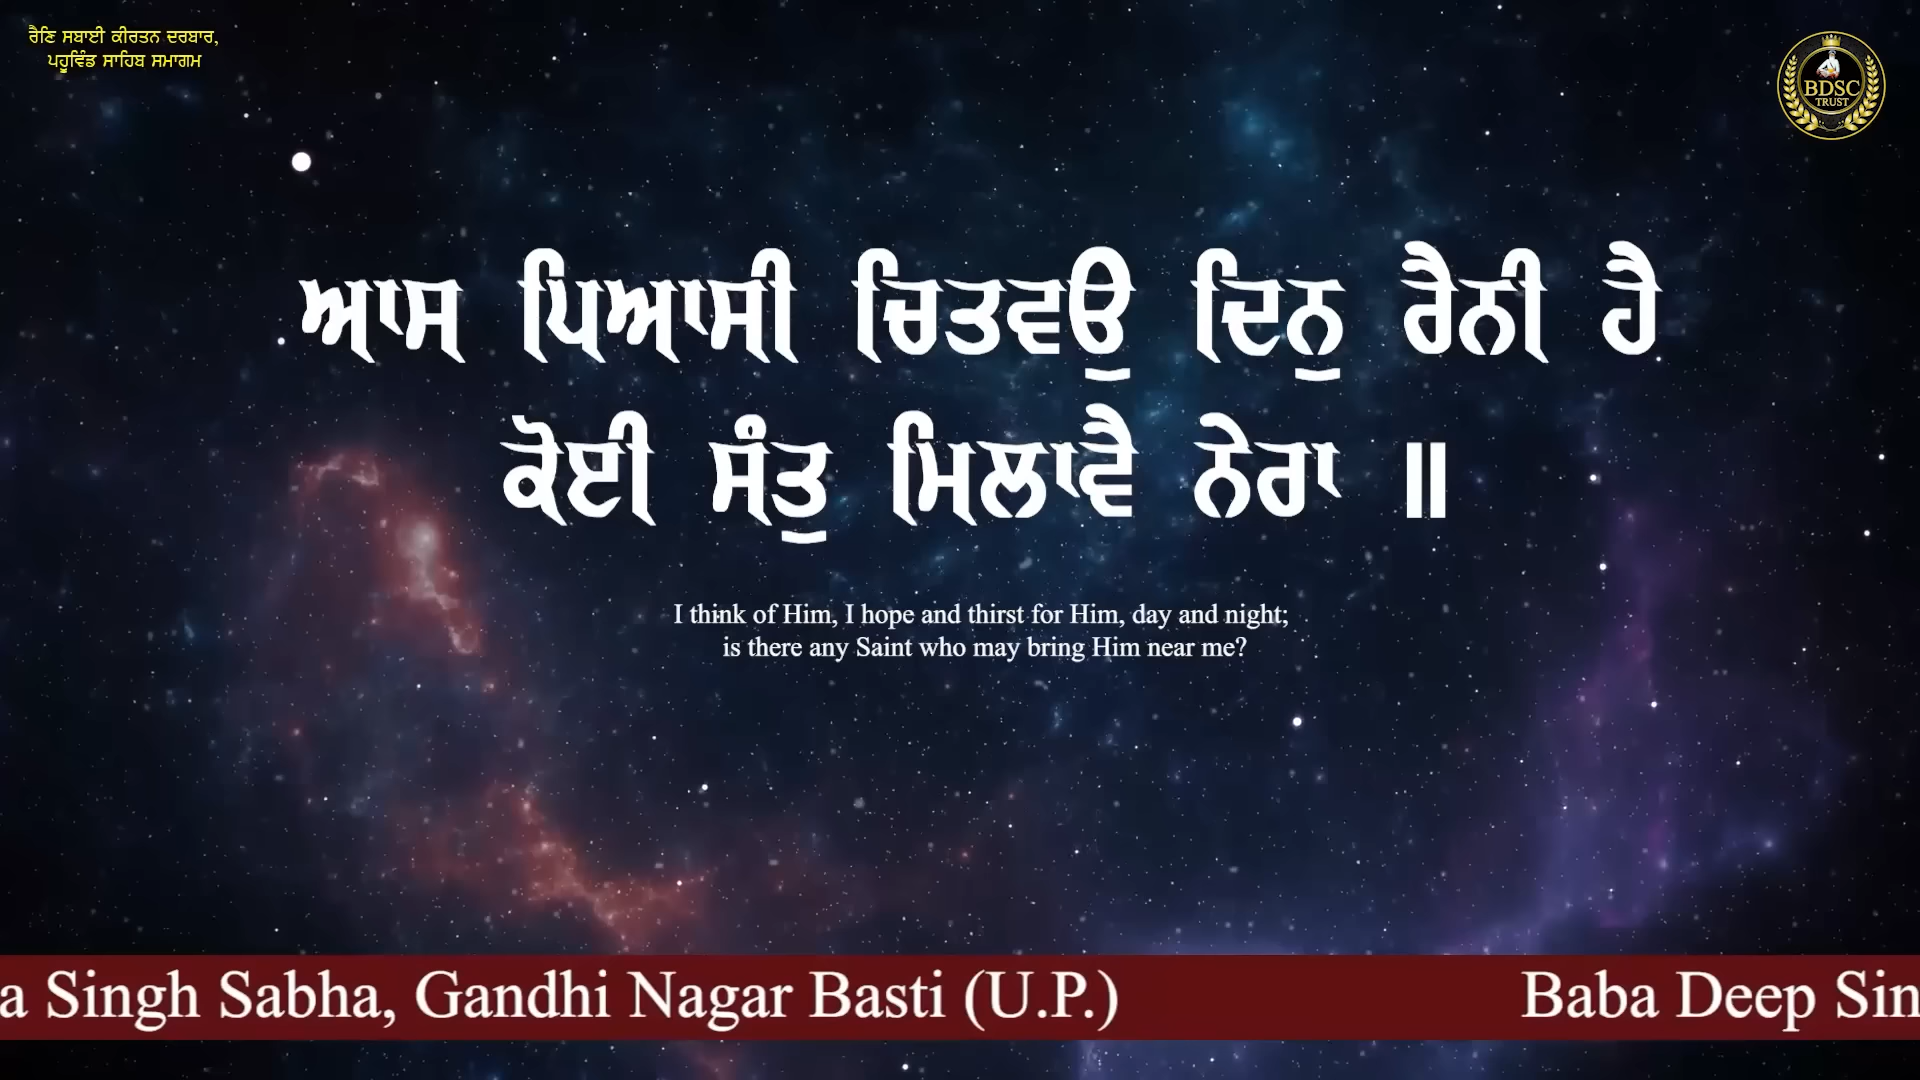 ਰੈਣਿ ਸਬਾਈ ਕੀਰਤਨ ਦਰਬਾਰ,
ਪਹੂਵਿੰਡ ਸਾਹਿਬ ਸਮਾਗਮ
BDSC
TRUST
ਆਸ ਪਿਆਸੀ ਚਿਤਵਉ ਦਿਨੁ ਰੈਨੀ ਹੈ
ਕੋਈ ਸੰਤੁ ਮਿਲਾਵੈ ਨੇਰਾ ॥
I think of Him, I hope and thirst for Him, day and night;
is there any Saint who may bring Him near me?
a Singh Sabha, Gandhi Nagar Basti (U.P.) Baba Deep Sin